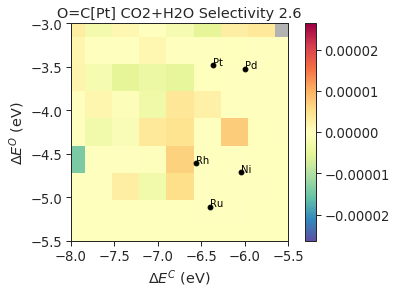 O=C[Pt] CO2+H2O Selectivity 2.6
−3.0
−3.5
−4.0
−4.5
−5.0
−5.5
ΔE^O (eV)
Pt
Pd
Rh
Ni
Ru
−8.0 −7.5 −7.0 −6.5 −6.0 −5.5
ΔE^C (eV)
0.00002
0.00001
0.00000
−0.00001
−0.00002